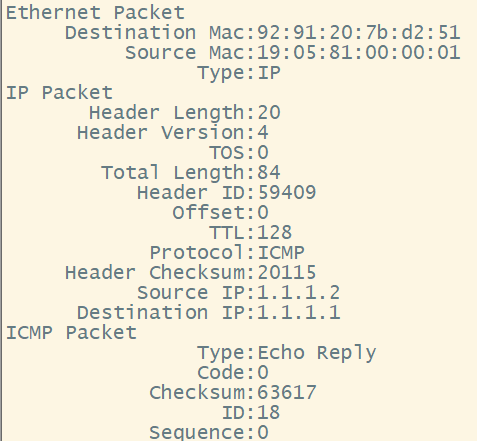 Ethernet Packet
Destination Mac:92:91:20:7b:d2:51
Source Mac:19:05:81:00:00:01
Type:IP
IP Packet
Header Length:20
Header Version:4
TOS:0
Total Length:84
Header ID:59409
Offset:0
TTL:128
Protocol:ICMP
Header Checksum:20115
Source IP:1.1.1.2
Destination IP:1.1.1.1
ICMP Packet
Type:Echo Reply
Code:0
Checksum:63617
ID:18
Sequence:0